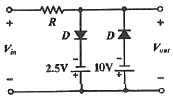 + R +
V_in D D V_out
- - +
2.5V + 10V -
- -